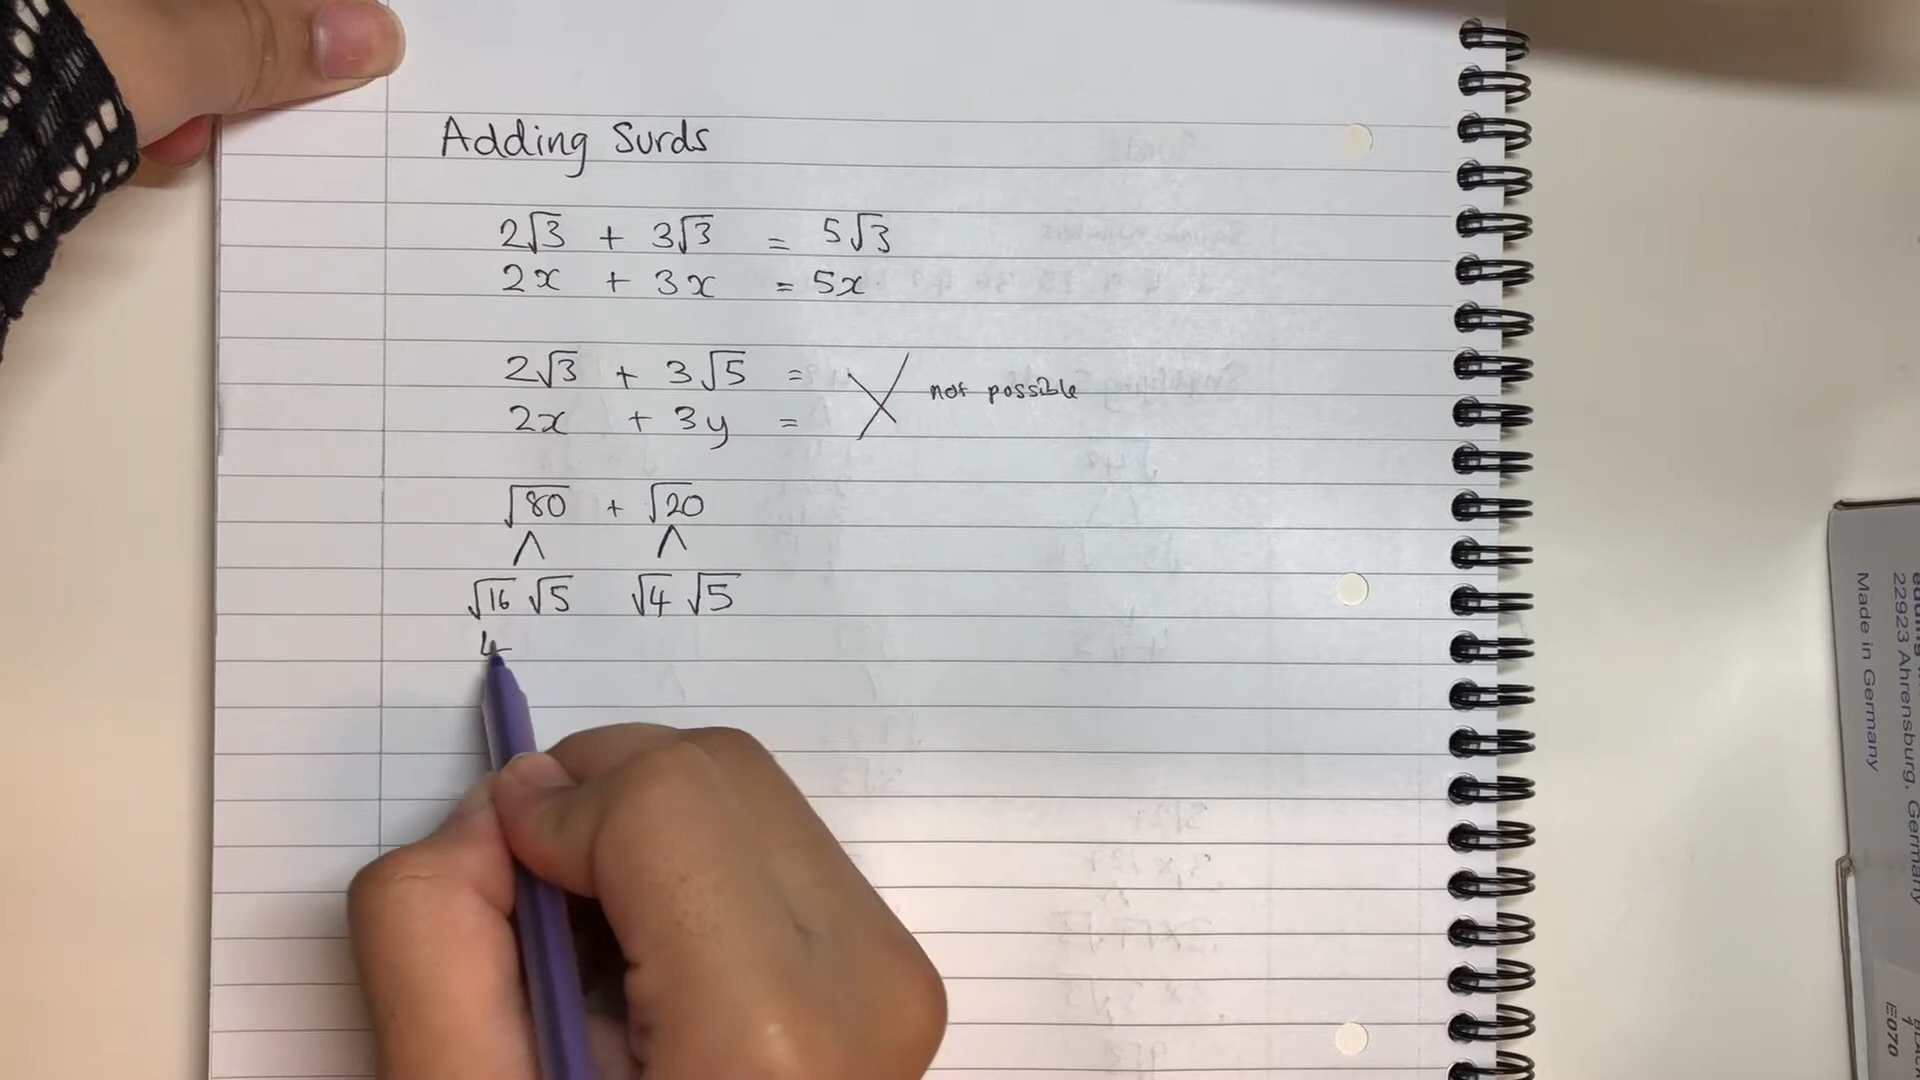 Adding Surds
2√3 + 3√3 = 5√3
2x + 3x = 5x
2√3 + 3√5 =
not possible
2x + 3y =
√80 + √20
√16 √5 √4 √5
4
22923 Ahrensburg, Germany
Made in Germany
E070